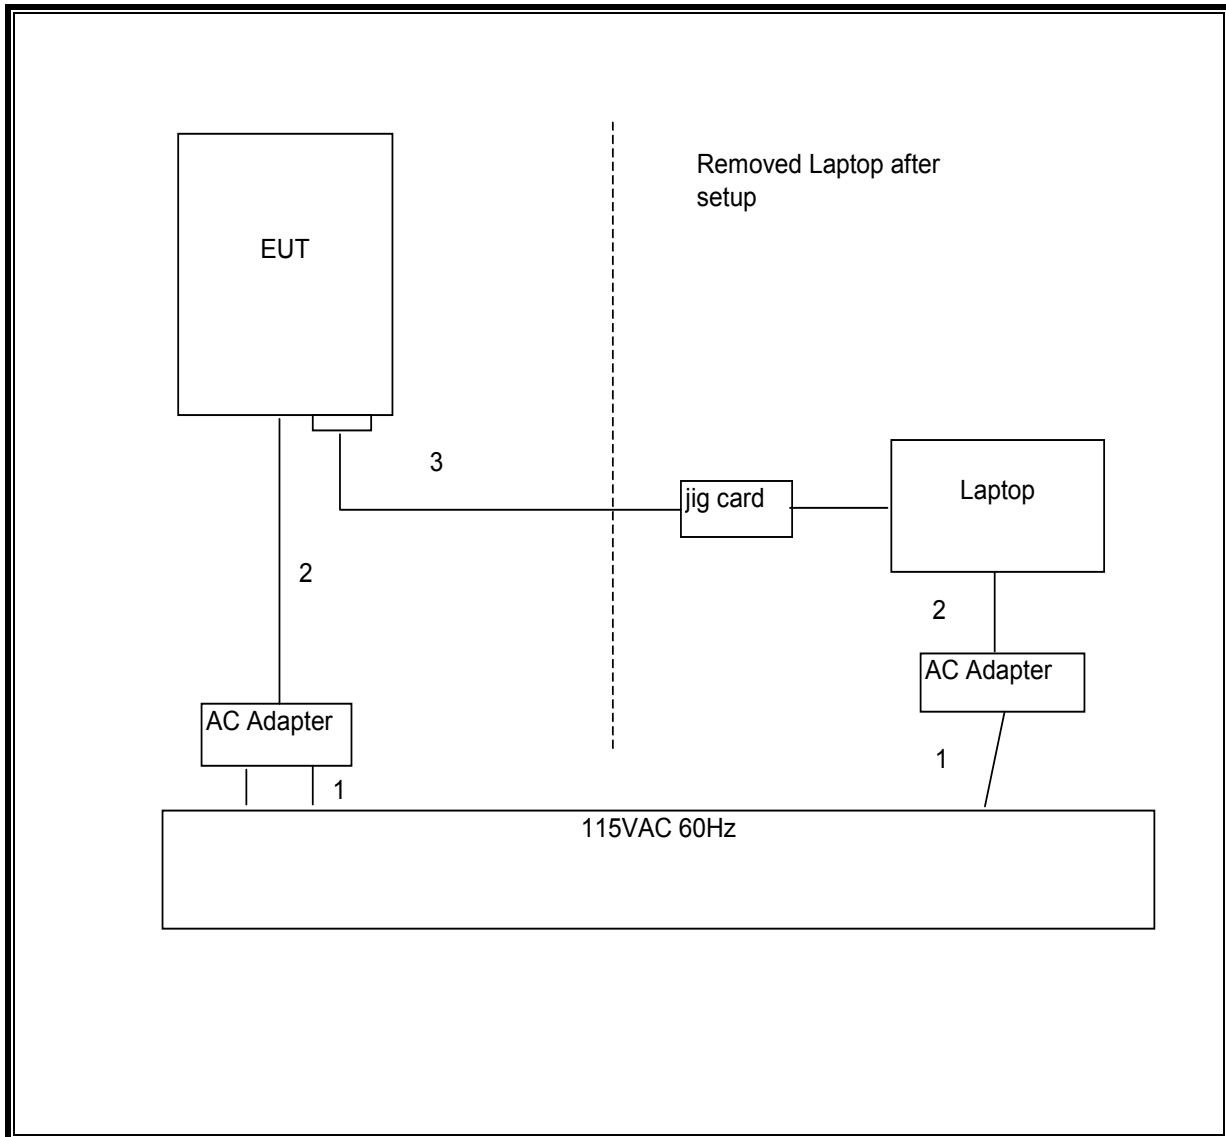 Removed Laptop after
setup
EUT
3
jig card
Laptop
2
2
AC Adapter
AC Adapter
1
1
115VAC 60Hz